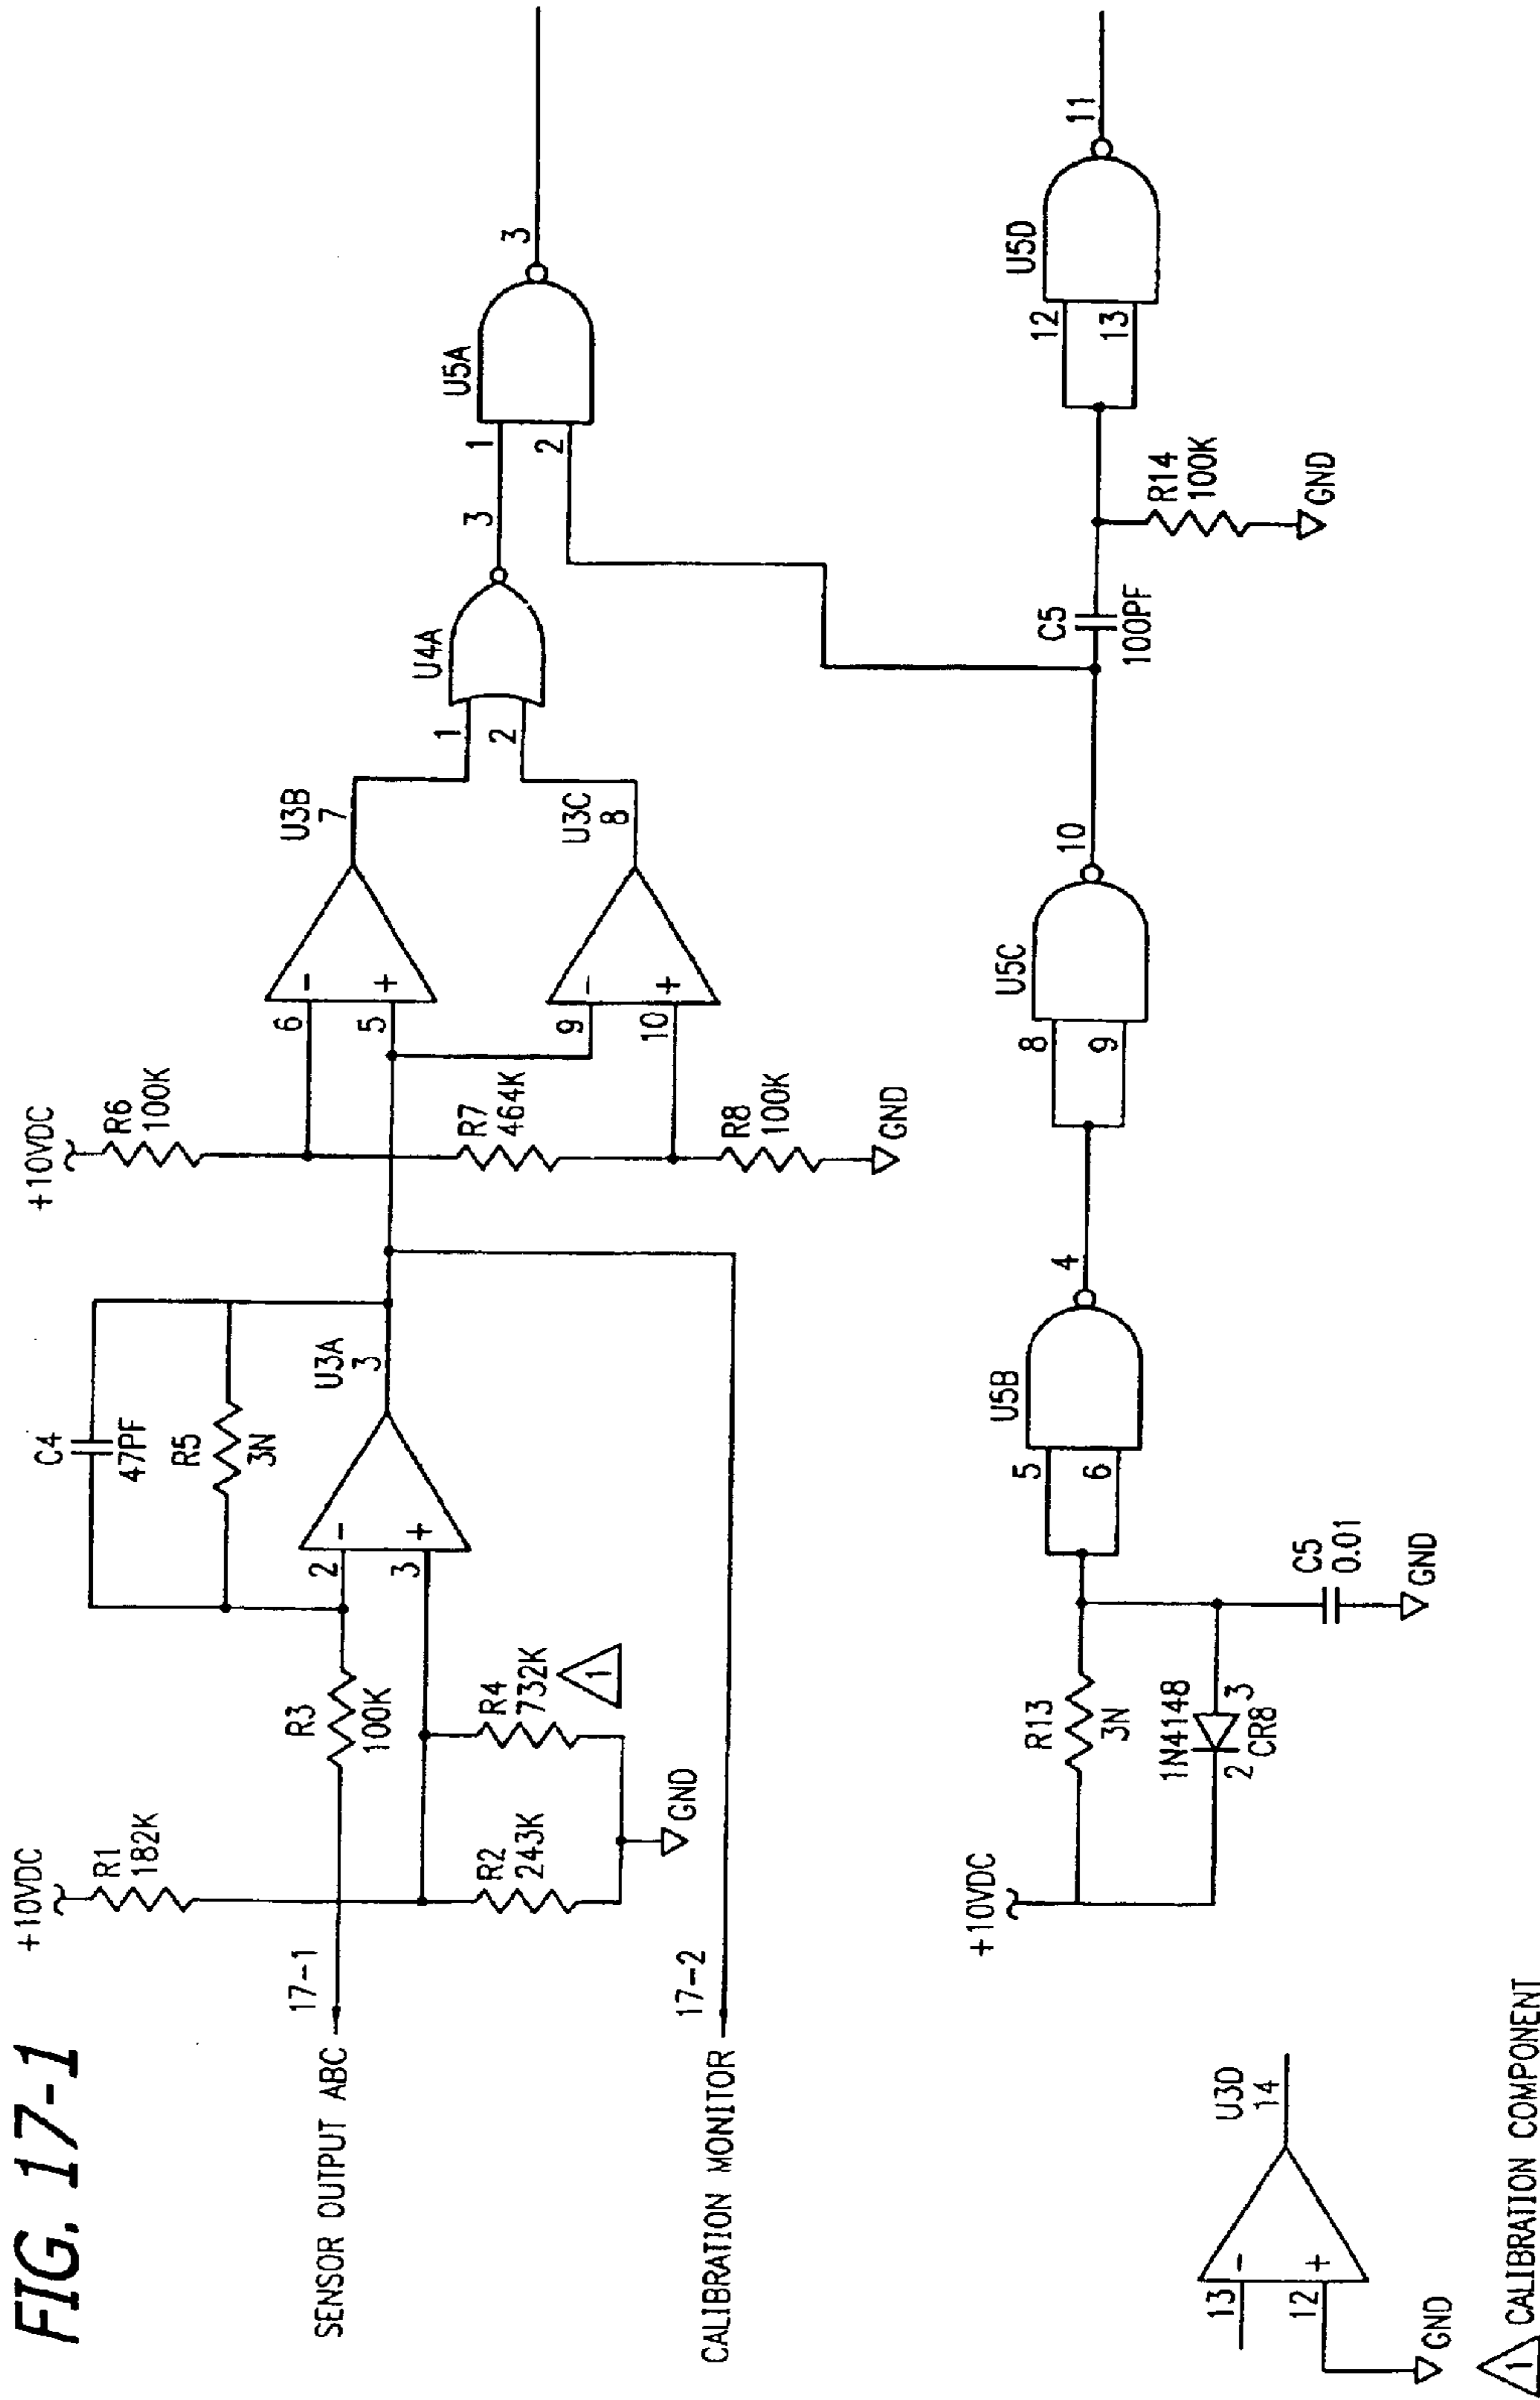 FIG. 17-1
+10VDC
R1
182K
SENSOR OUTPUT ABC
17-1
R3
100K
R2
243K
R4
732K
1
GND
C4
47PF
R5
3N
2
3
-
+
U3A
3
CALIBRATION MONITOR
17-2
+10VDC
R6
100K
R7
464K
R8
100K
GND
6
5
-
+
U3B
7
9
10
-
+
U3C
8
1
2
U4A
3
1
2
U5A
3
+10VDC
R13
3N
1N4148
2
3
CR8
C5
0.01
GND
5
6
U5B
4
8
9
U5C
10
C5
100PF
R14
100K
GND
12
13
U5D
11
13
12
-
+
U3D
14
GND
1 CALIBRATION COMPONENT